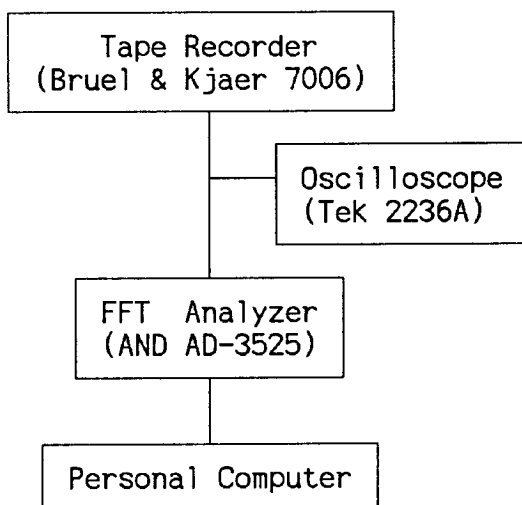 Tape Recorder
(Bruel & Kjaer 7006)
Oscilloscope
(Tek 2236A)
FFT Analyzer
(AND AD-3525)
Personal Computer